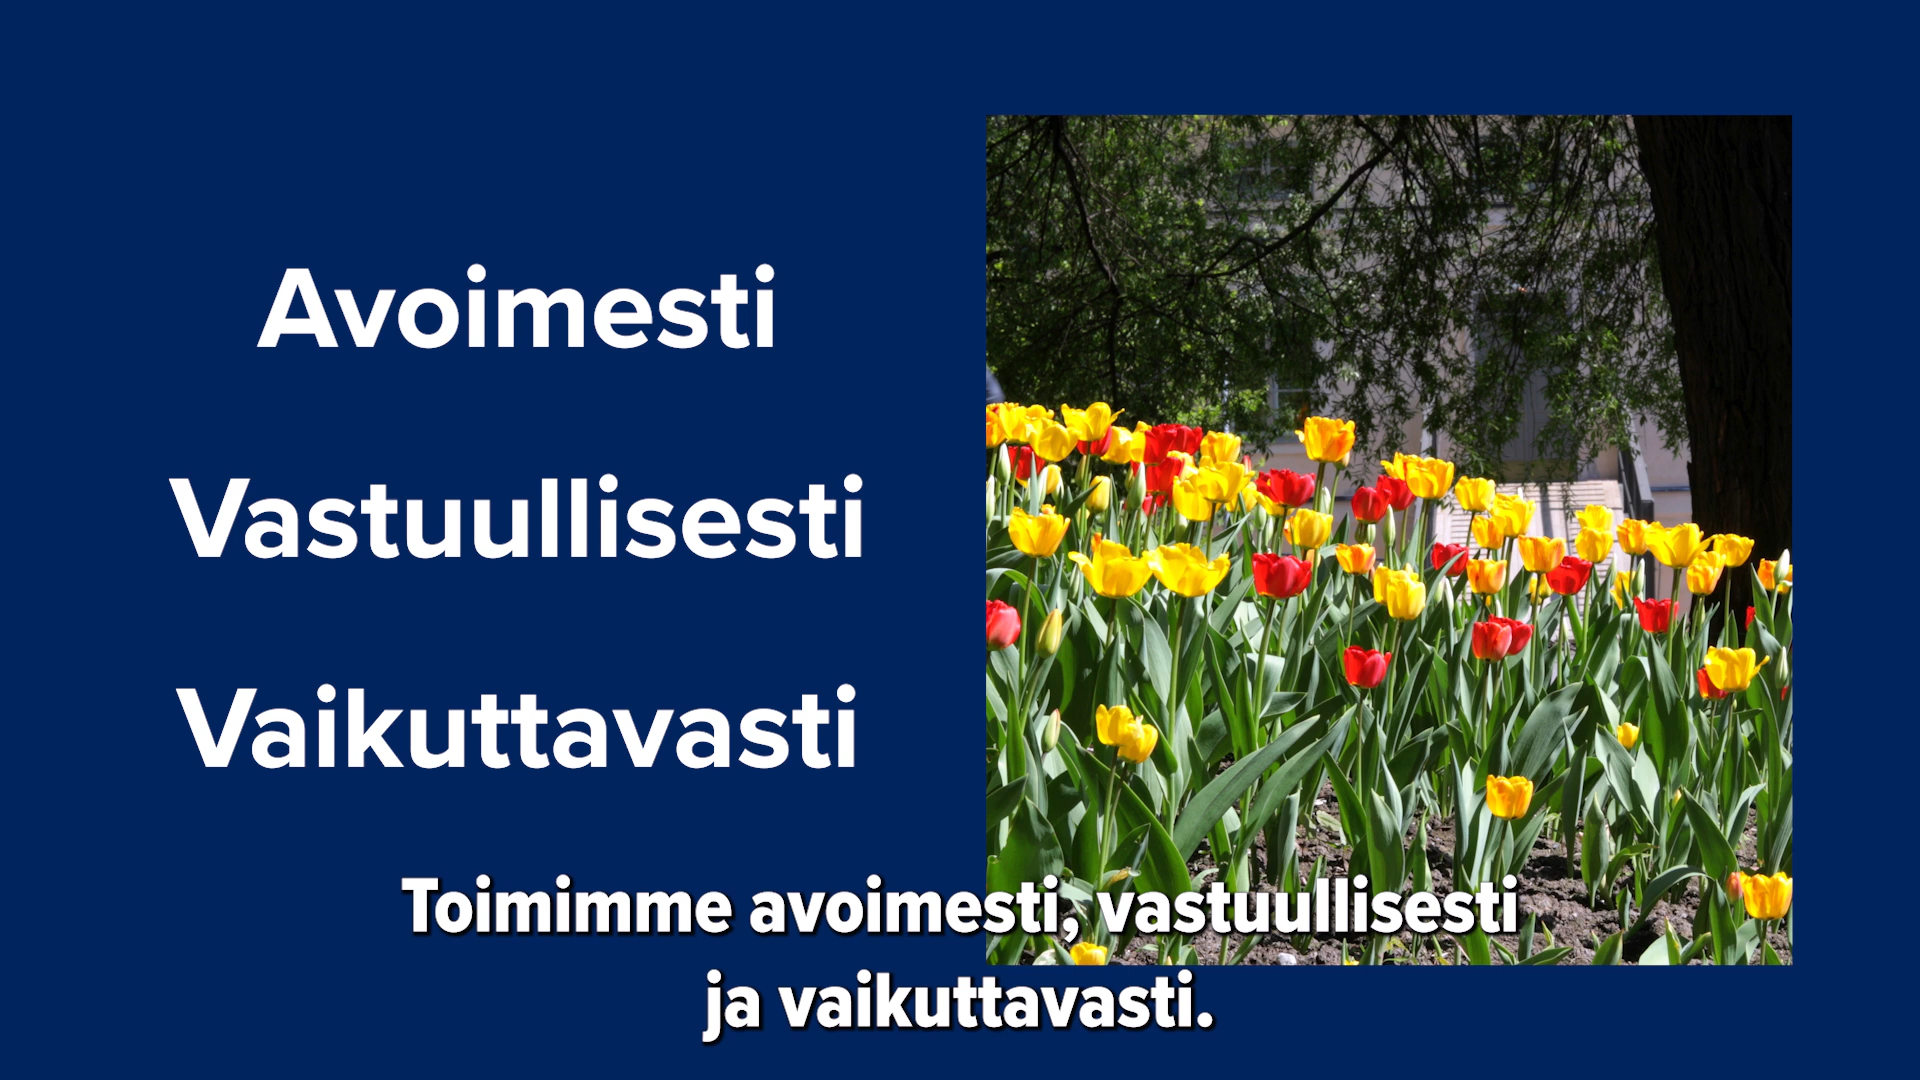 Avoimesti
Vastuullisesti
Vaikuttavasti
Toimimme avoimesti, vastuullisesti
ja vaikuttavasti.